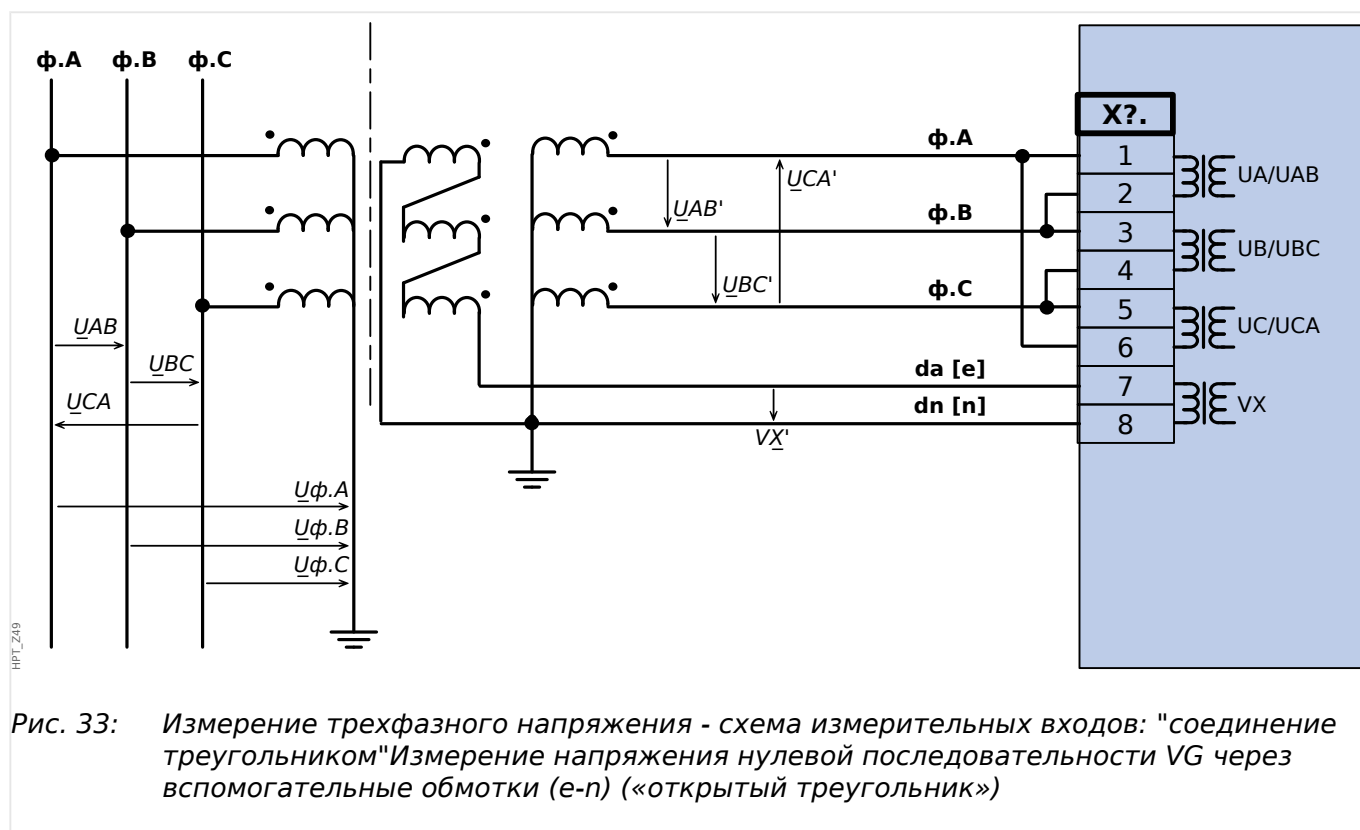 ф.A ф.B ф.C
X?.
ф.A
1
UA/UAB
UCA'
2
UAB'
ф.B
3
UB/UBC
4
UBC'
ф.C
5
UC/UCA
UAB
6
UBC
da [e]
7
UCA
dn [n]
VX
8
VX'
Uф.A
Uф.B
Uф.C
HPT_Z49
Рис. 33: Измерение трехфазного напряжения - схема измерительных входов: "соединение
треугольником"Измерение напряжения нулевой последовательности VG через
вспомогательные обмотки (e-n) («открытый треугольник»)